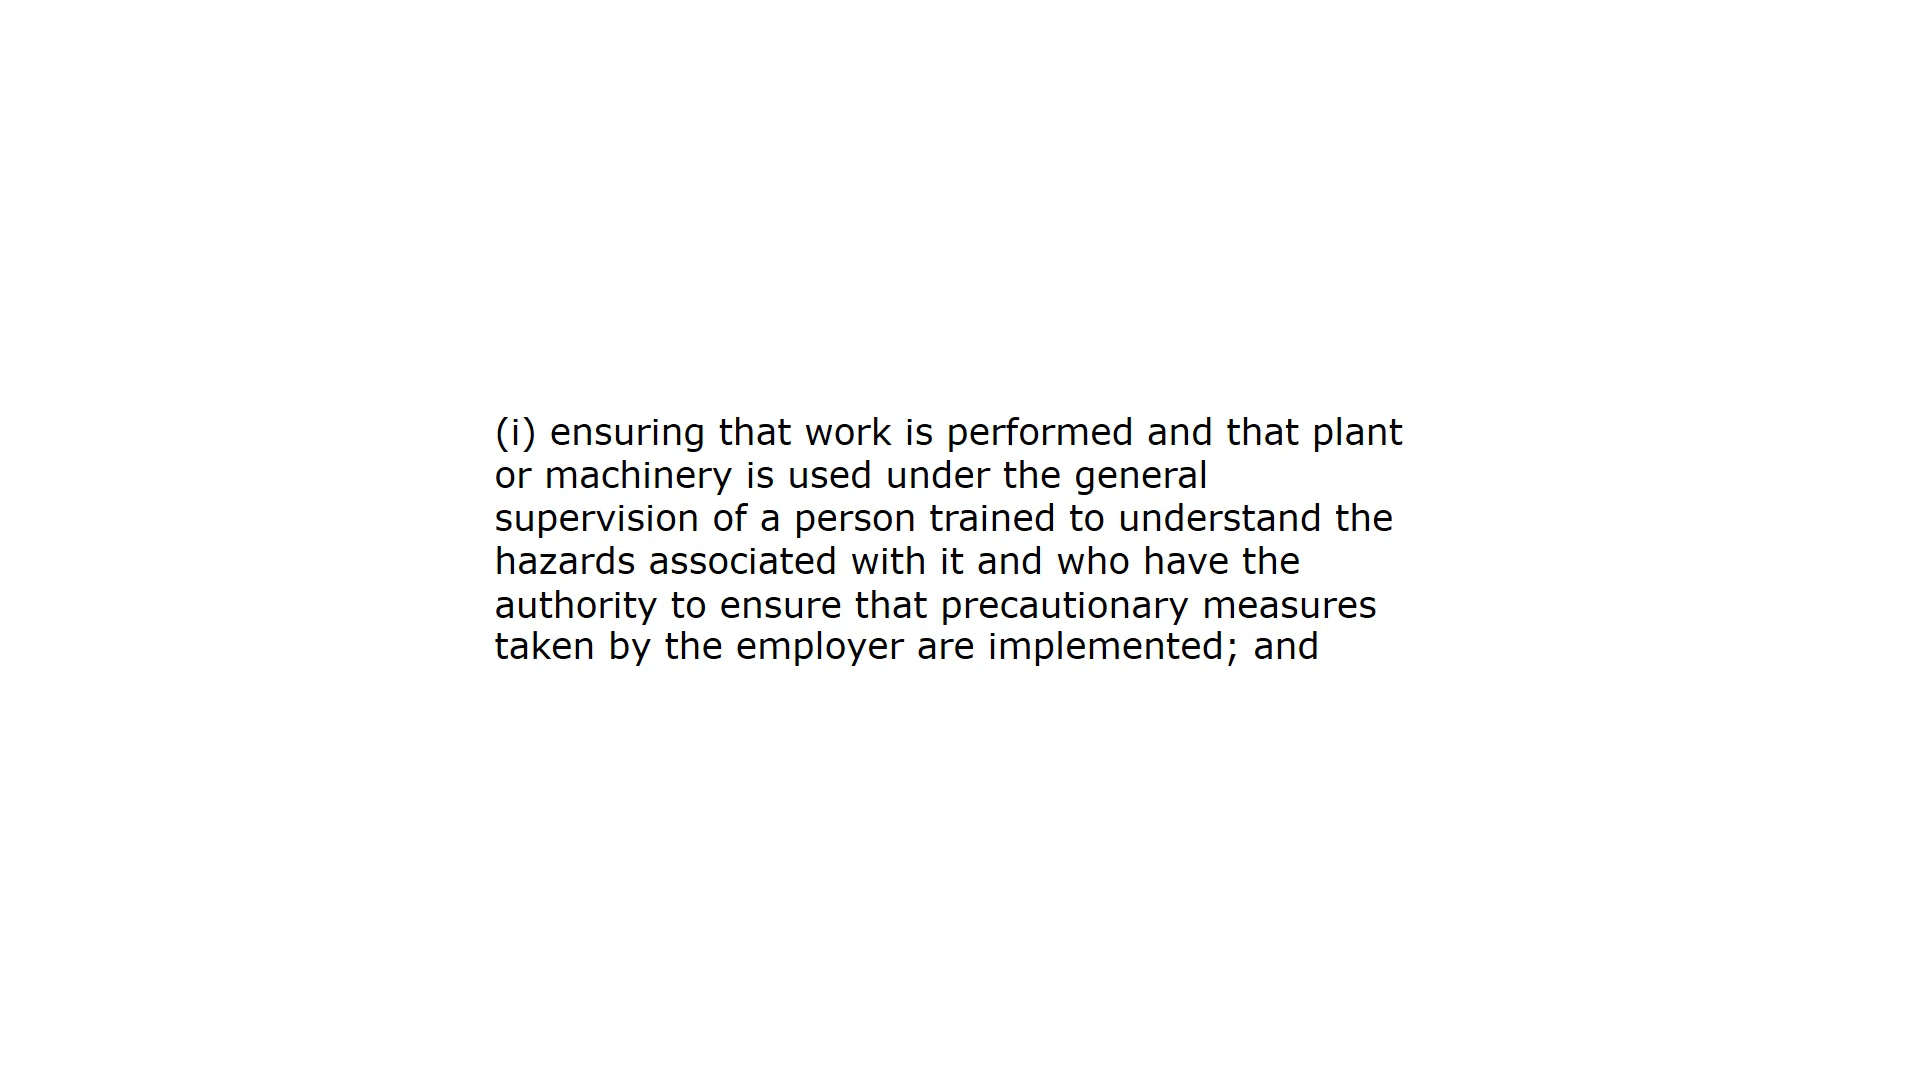 (i) ensuring that work is performed and that plant
or machinery is used under the general
supervision of a person trained to understand the
hazards associated with it and who have the
authority to ensure that precautionary measures
taken by the employer are implemented; and